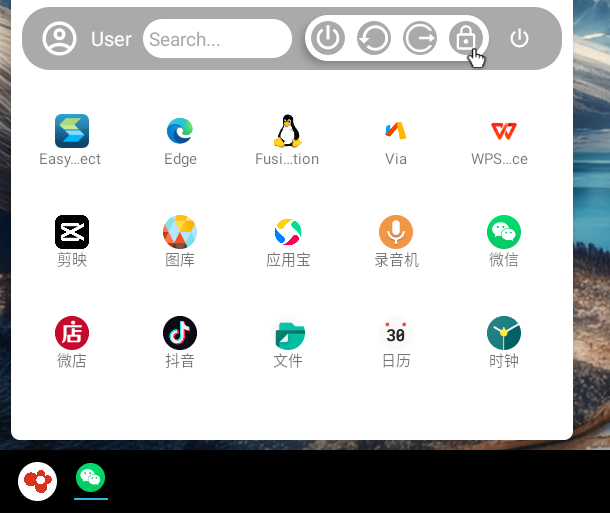 User Search...
Easy...ect Edge Fusi...tion Via WPS...ce
剪映 图库 应用宝 录音机 微信
店 30
微店 抖音 文件 日历 时钟